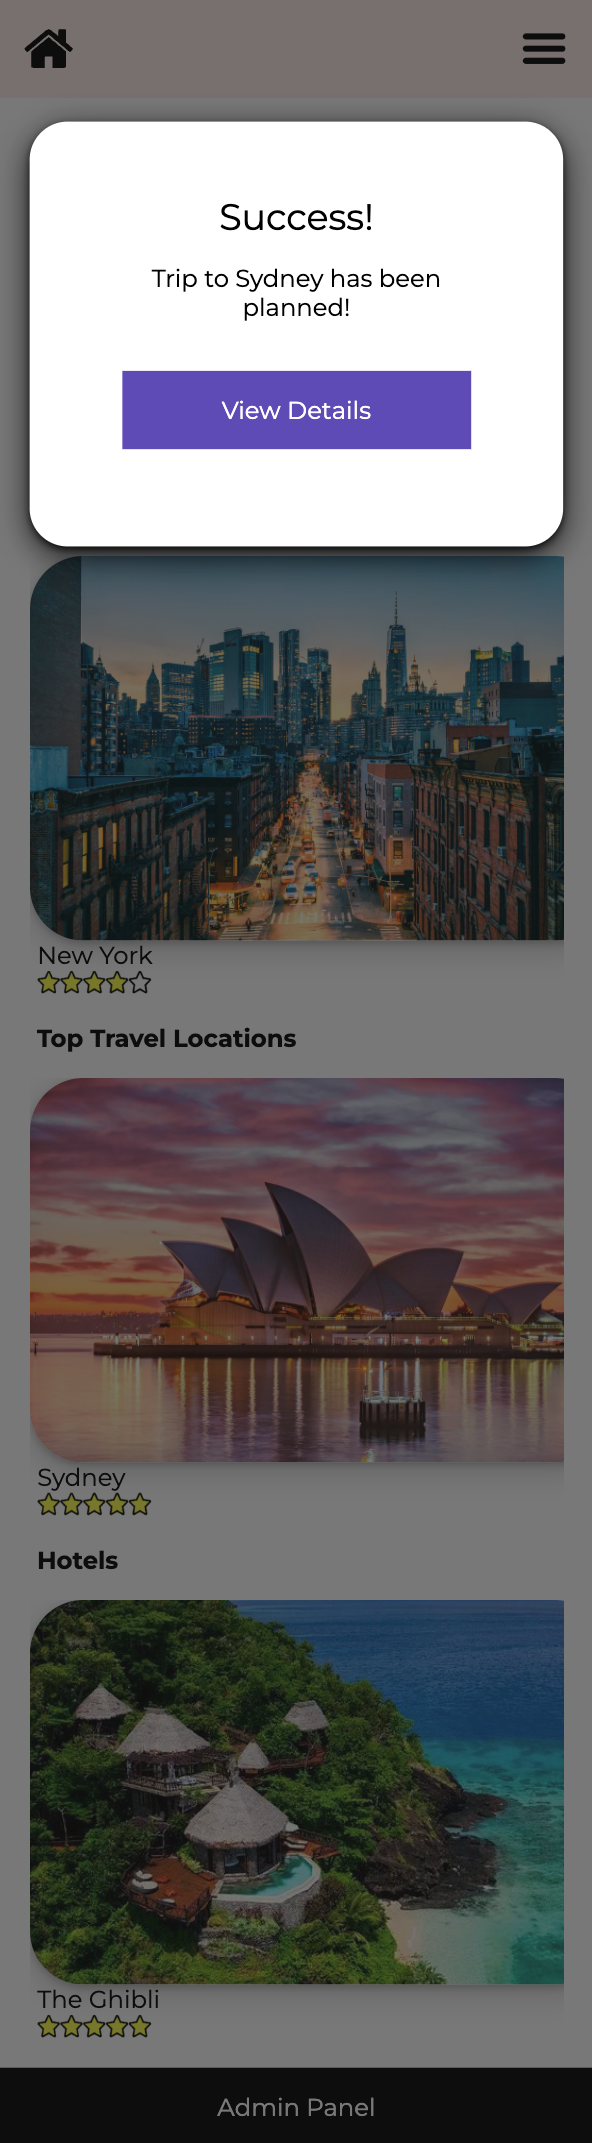 Success!
Trip to Sydney has been
planned!
View Details
New York
Top Travel Locations
Sydney
Hotels
The Ghibli
Admin Panel